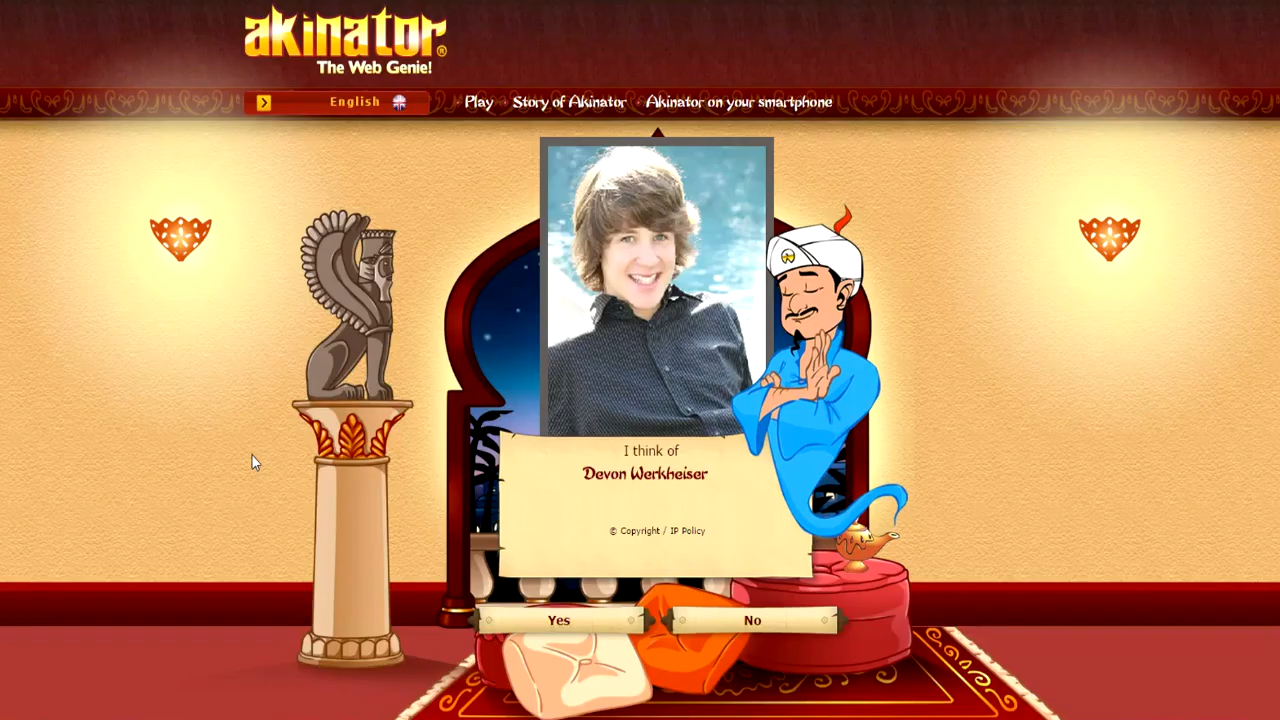 akinator®
The Web Genie!
English
Play · Story of Akinator · Akinator on your smartphone
I think of
Devon Werkheiser
© Copyright / IP Policy
Yes
No